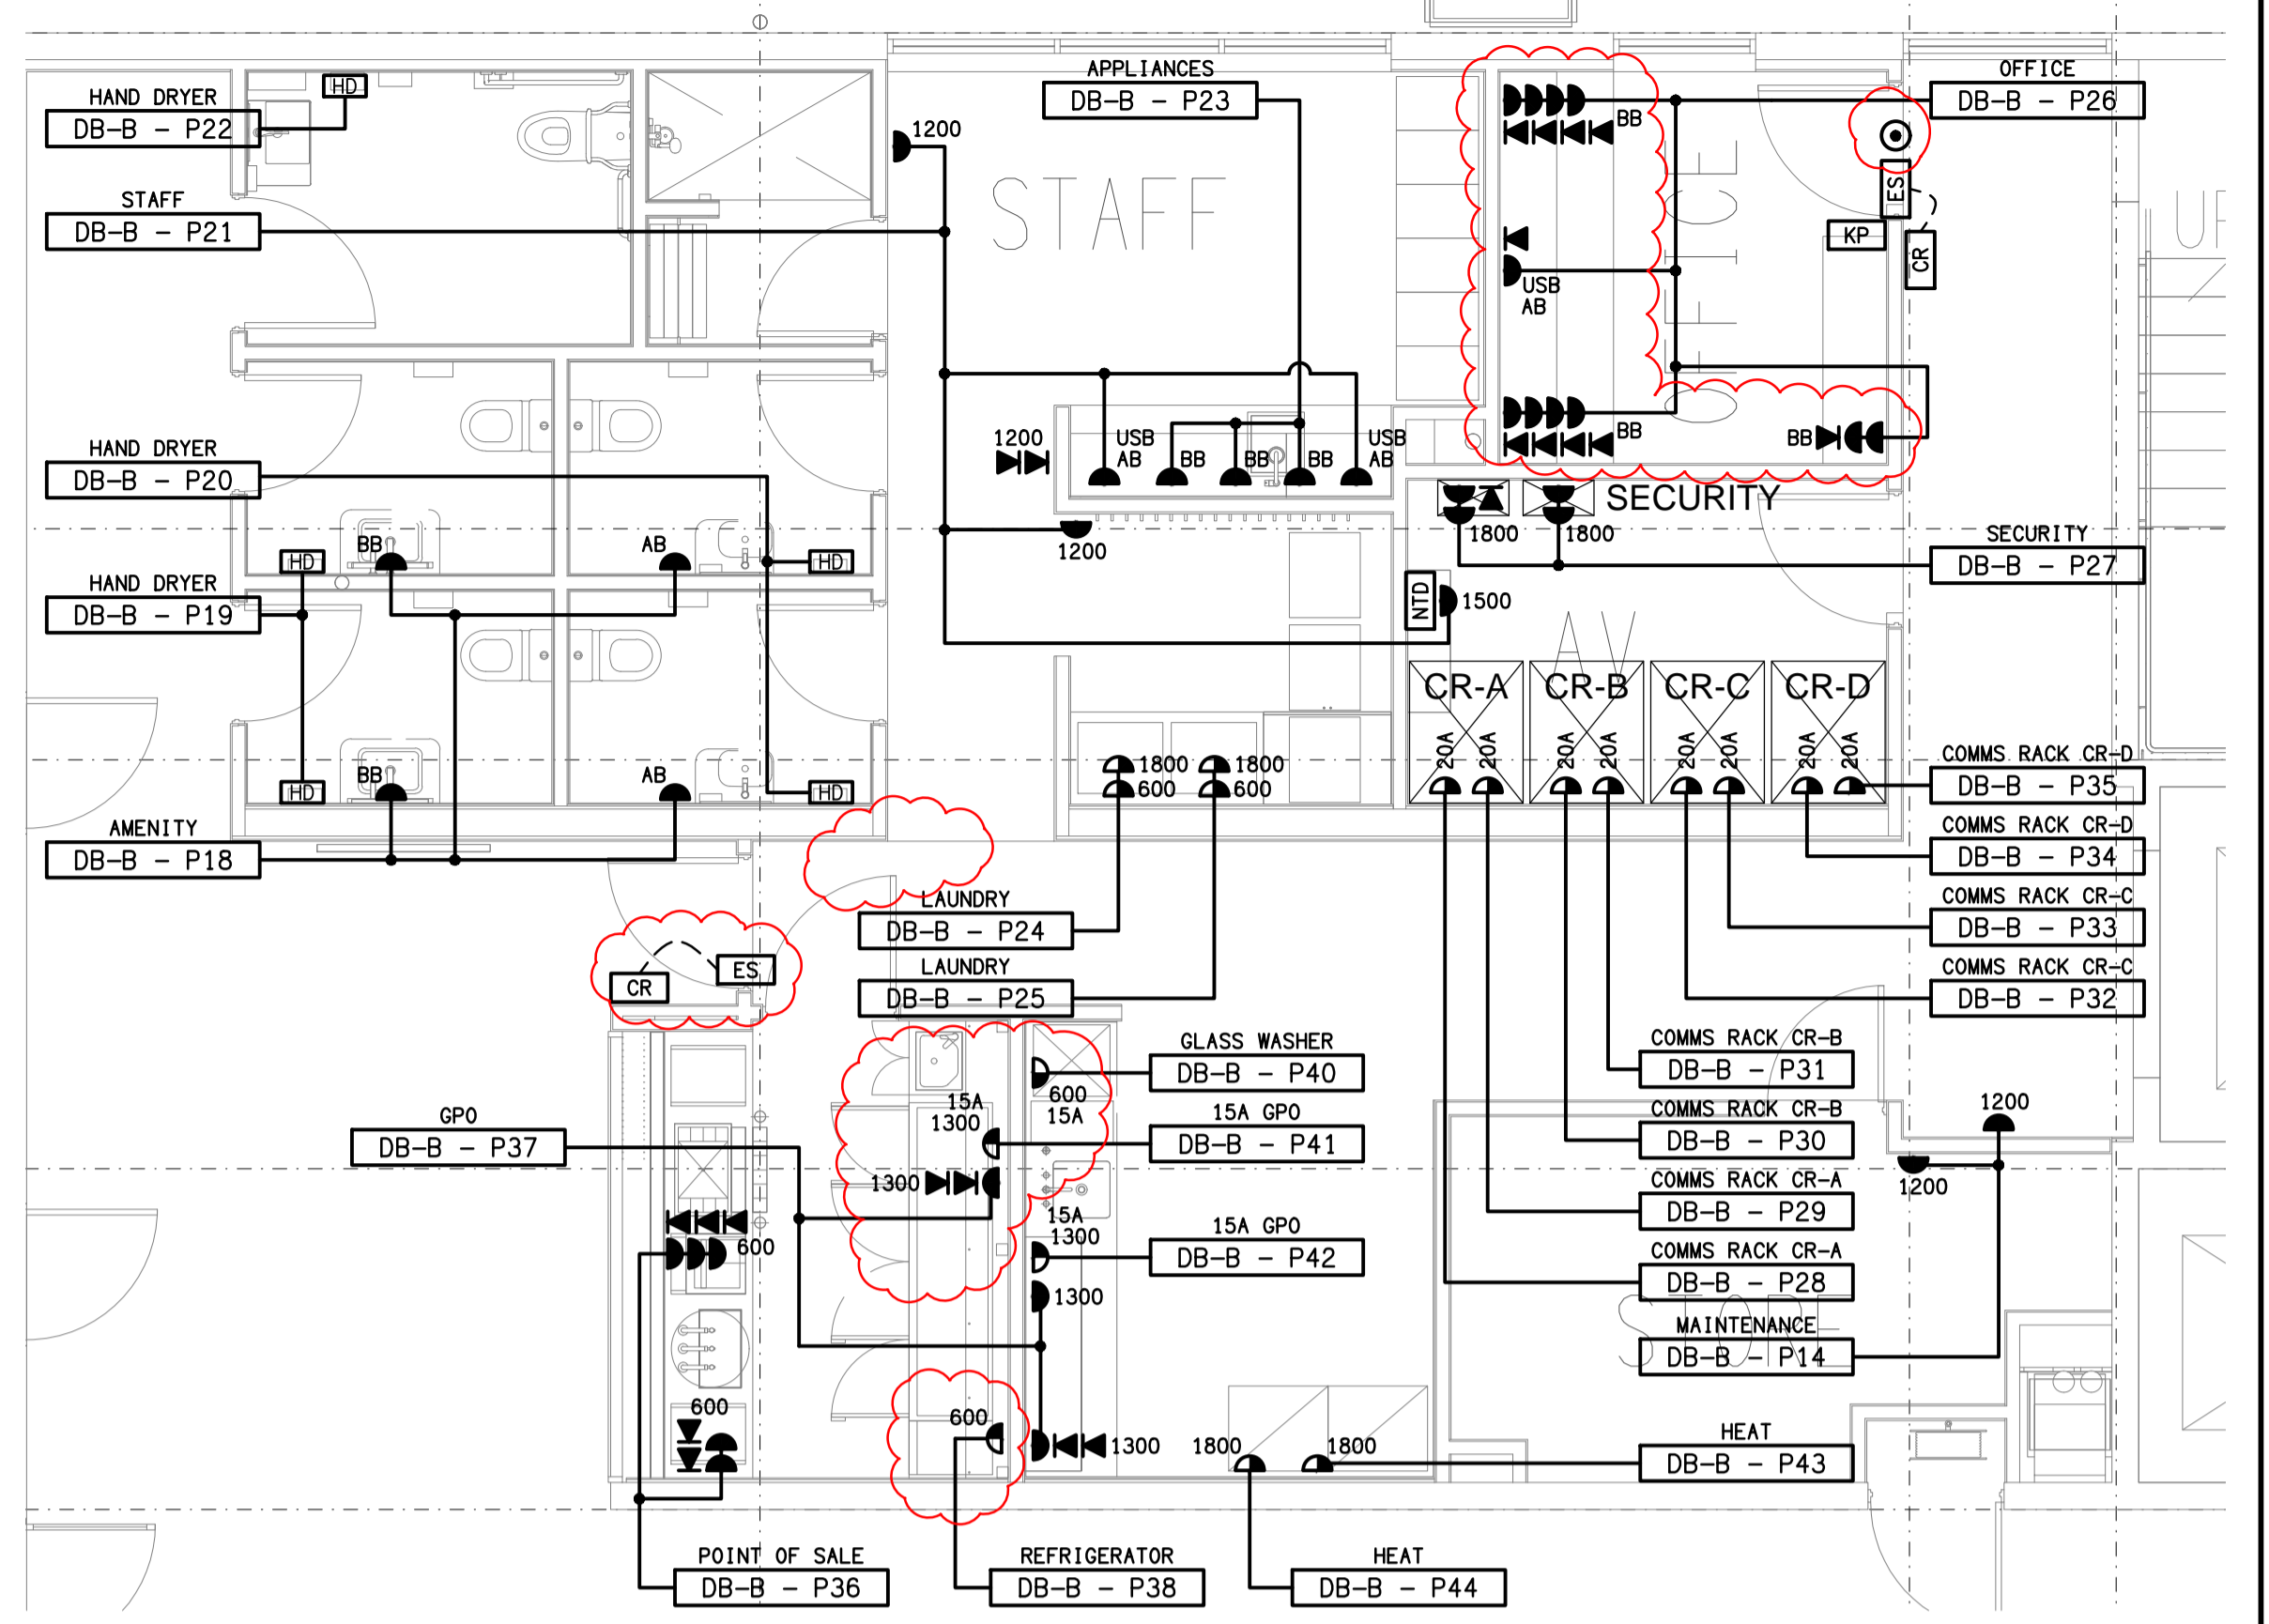 HAND DRYER
DB-B - P22
HD
STAFF
DB-B - P21
1200
STAFF
APPLIANCES
DB-B - P23
BB
USB
AB
BB
BB
OFFICE
OFFICE
DB-B - P26
ES
KP
CR
HAND DRYER
DB-B - P20
HAND DRYER
DB-B - P19
HD
BB
AB
HD
HD
BB
AB
HD
AMENITY
DB-B - P18
1200
USB
AB
BB
BB
BB
USB
AB
1200
SECURITY
1800
1800
SECURITY
DB-B - P27
NTD
1500
AV
CR-A
CR-B
CR-C
CR-D
20A
20A
20A
20A
20A
20A
20A
20A
1800
600
1800
600
COMMS RACK CR-D
DB-B - P35
COMMS RACK CR-D
DB-B - P34
COMMS RACK CR-C
DB-B - P33
COMMS RACK CR-C
DB-B - P32
LAUNDRY
DB-B - P24
LAUNDRY
DB-B - P25
CR
ES
GLASS WASHER
DB-B - P40
600
15A
15A
1300
15A GPO
DB-B - P41
COMMS RACK CR-B
DB-B - P31
COMMS RACK CR-B
DB-B - P30
COMMS RACK CR-A
DB-B - P29
COMMS RACK CR-A
DB-B - P28
1200
1200
GPO
DB-B - P37
1300
600
15A
1300
15A GPO
DB-B - P42
1300
STORE
MAINTENANCE
DB-B - P14
600
600
1300
1800
1800
HEAT
DB-B - P43
POINT OF SALE
DB-B - P36
REFRIGERATOR
DB-B - P38
HEAT
DB-B - P44